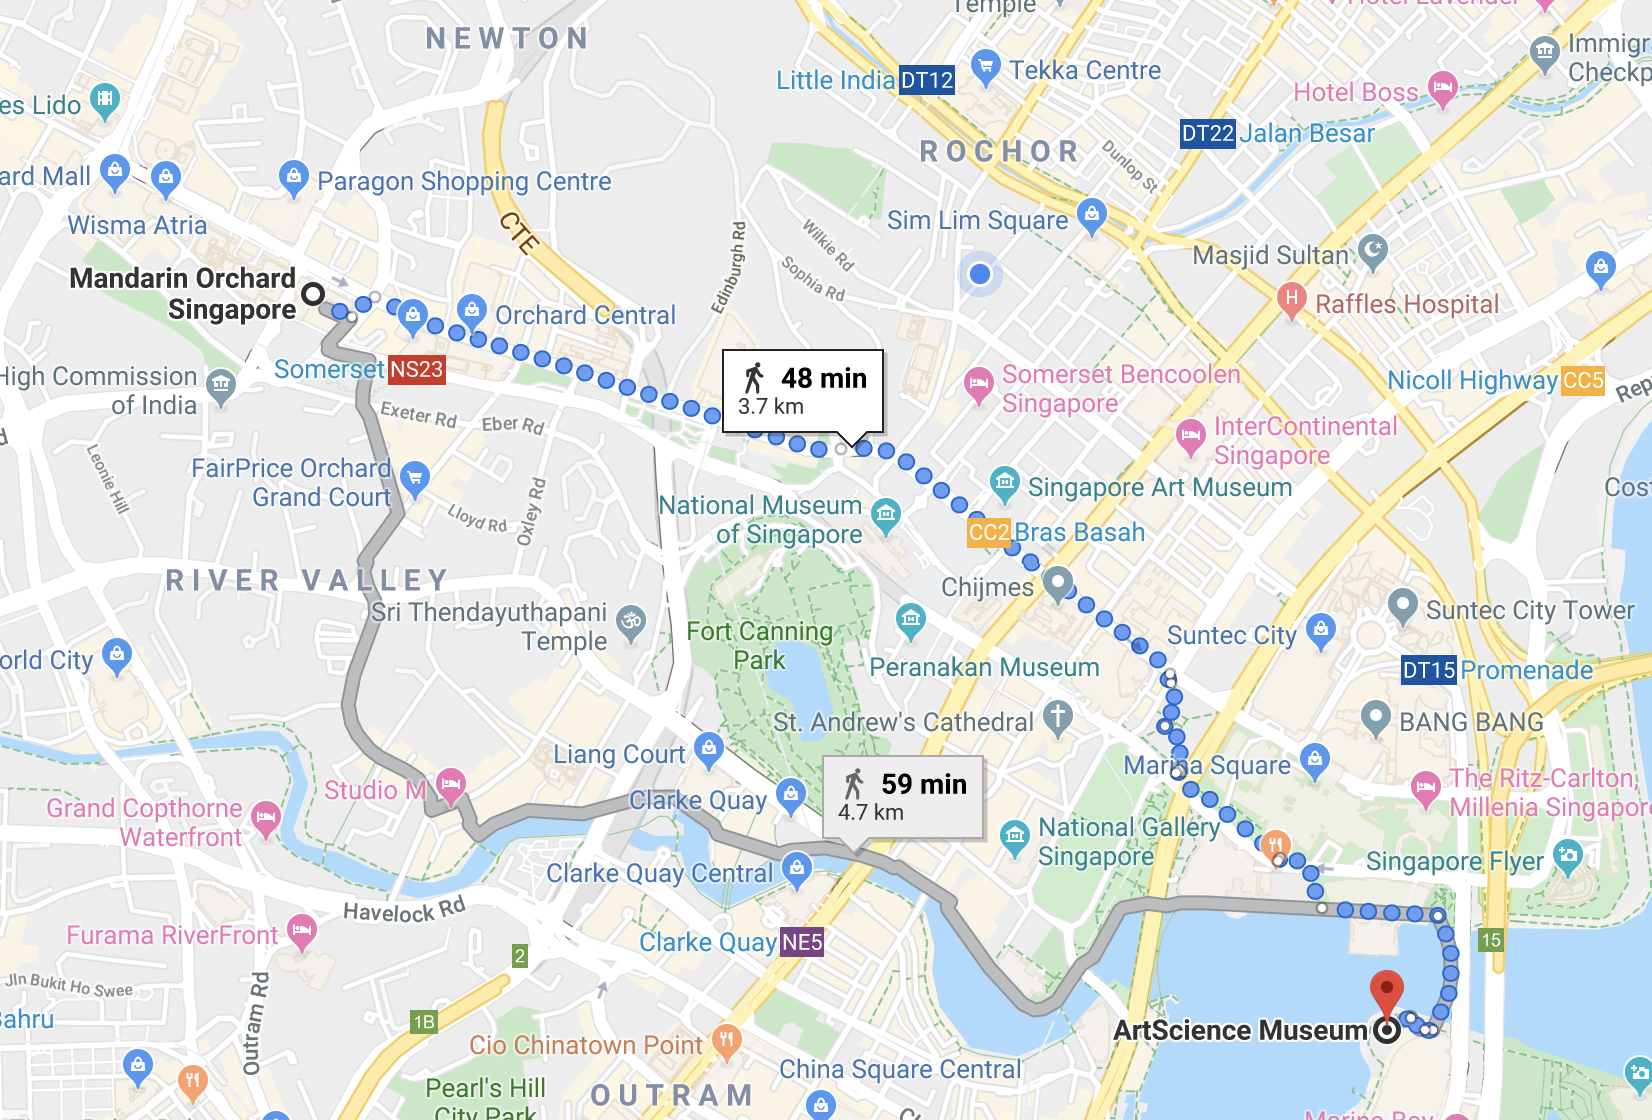 NEWTON
Temple
Little India DT12
Tekka Centre
Hotel Boss
DT22 Jalan Besar
es Lido
ROCHOR
Dunlop St
ard Mall
Paragon Shopping Centre
Wisma Atria
CTE
Sim Lim Square
Edinburgh Rd
Wilkie Rd
Sophia Rd
Masjid Sultan
Mandarin Orchard
Singapore
H
Raffles Hospital
Orchard Central
Somerset NS23
High Commission
of India
48 min
3.7 km
Somerset Bencoolen
Singapore
Nicoll Highway CC5
Rep
Exeter Rd
Eber Rd
InterContinental
Singapore
Leonie Hill
FairPrice Orchard
Grand Court
Lloyd Rd
Oxley Rd
National Museum
of Singapore
Singapore Art Museum
Cost
CC2 Bras Basah
RIVER VALLEY
Chijmes
Sri Thendayuthapani
Temple
Fort Canning
Park
Suntec City Tower
Suntec City
orld City
Peranakan Museum
DT15 Promenade
St. Andrew's Cathedral
BANG BANG
Liang Court
Marina Square
Studio M
59 min
4.7 km
Clarke Quay
The Ritz-Carlton,
Millenia Singapore
Grand Copthorne
Waterfront
National Gallery
Singapore
Singapore Flyer
Clarke Quay Central
Havelock Rd
Furama RiverFront
Clarke Quay NE5
15
2
Jln Bukit Ho Swee
Outram Rd
Bahru
1B
ArtScience Museum
Cio Chinatown Point
China Square Central
Pearl's Hill
City Park
OUTRAM
Marina Bay